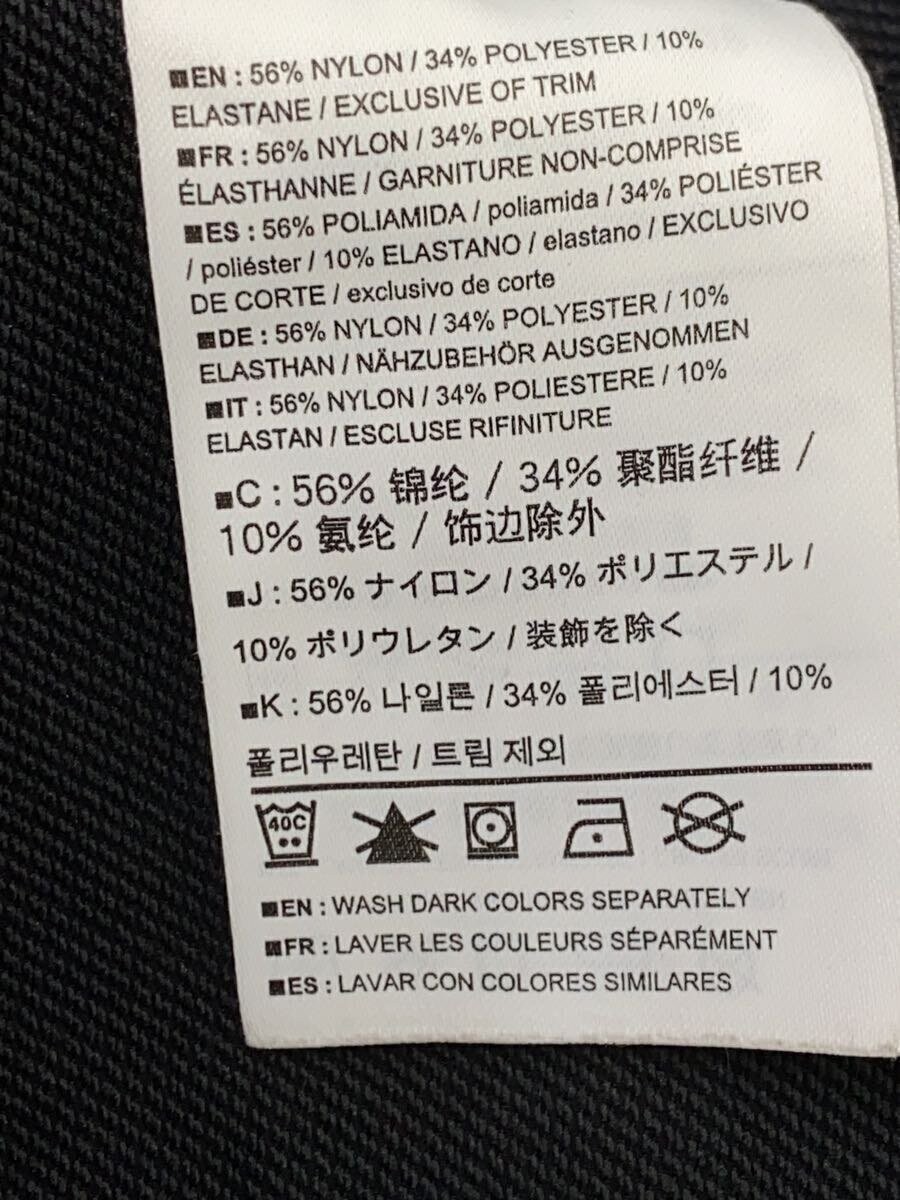 ■EN : 56% NYLON / 34% POLYESTER / 10%
ELASTANE / EXCLUSIVE OF TRIM
■FR : 56% NYLON / 34% POLYESTER / 10%
ÉLASTHANNE / GARNITURE NON-COMPRISE
■ES : 56% POLIAMIDA / poliamida / 34% POLIÉSTER
/ poliéster / 10% ELASTANO / elastano / EXCLUSIVO
DE CORTE / exclusivo de corte
■DE : 56% NYLON / 34% POLYESTER / 10%
ELASTHAN / NÄHZUBEHÖR AUSGENOMMEN
■IT : 56% NYLON / 34% POLIESTERE / 10%
ELASTAN / ESCLUSE RIFINITURE
■C : 56% 锦纶 / 34% 聚酯纤维 /
10% 氨纶 / 饰边除外
■J : 56% ナイロン / 34% ポリエステル /
10% ポリウレタン / 装飾を除く
■K : 56% 나일론 / 34% 폴리에스터 / 10%
폴리우레탄 / 트림 제외
40C
■EN : WASH DARK COLORS SEPARATELY
■FR : LAVER LES COULEURS SÉPARÉMENT
■ES : LAVAR CON COLORES SIMILARES